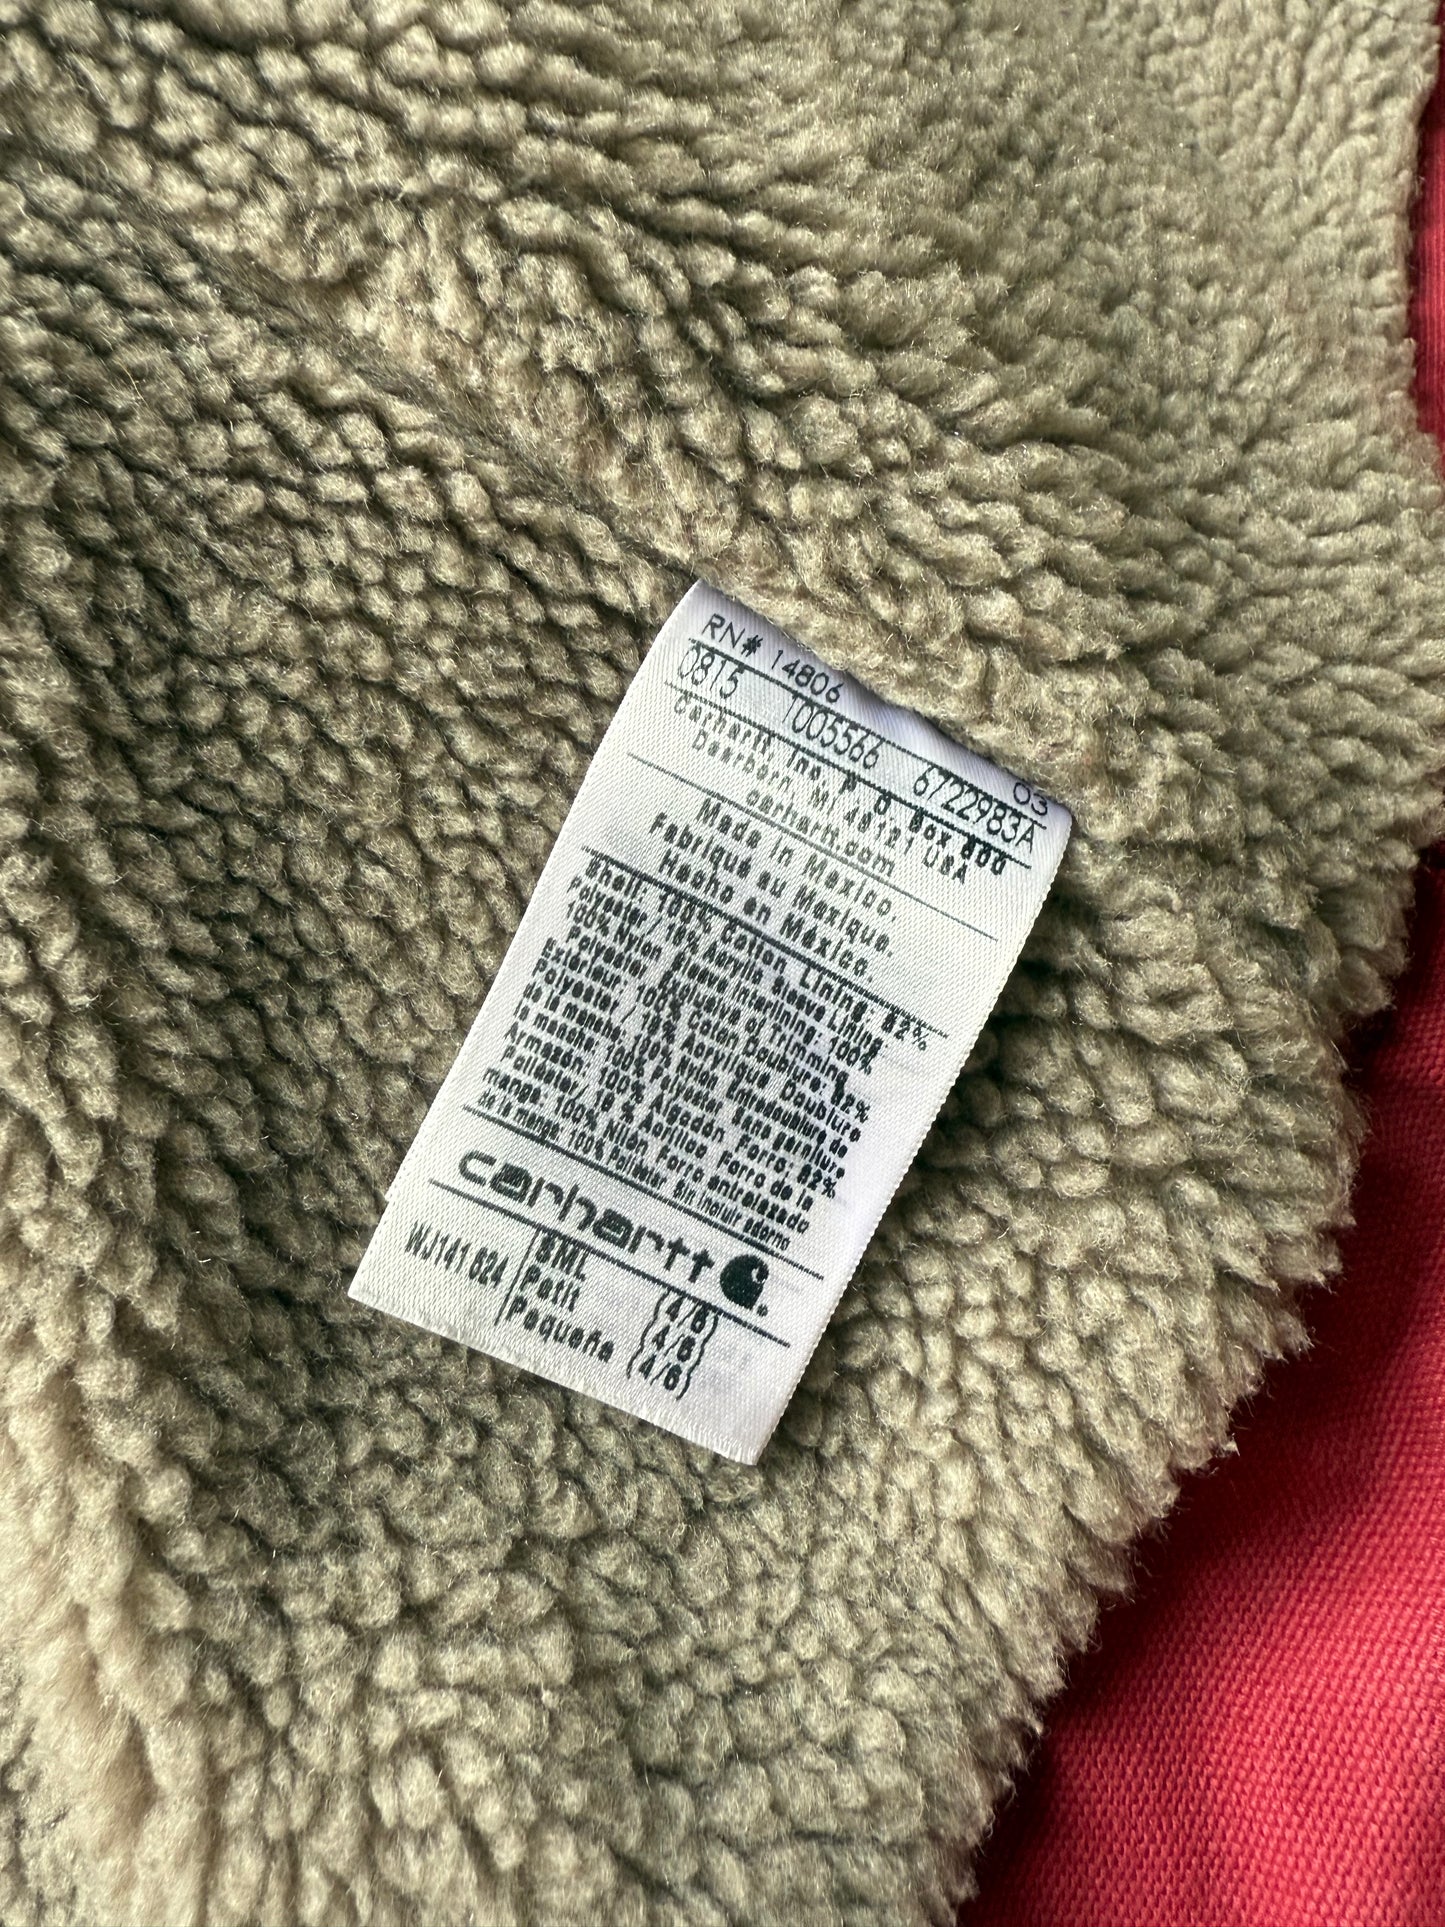 RN# 14806 03
0815 1005566 6722983A
Carhartt, Inc. P.O. Box 600
Dearborn, MI 48121 USA
carhartt.com
Made in Mexico.
Fabriqué au Mexique.
Hecho en México.
Shell: 100% Cotton Lining: 82%
Polyester/18% Acrylic Sleeve Lining
100% Nylon Sleeve Interlining: 100%
Polyester Exclusive of Trimming
Extérieur: 100% Coton Doublure: 82%
Polyester/18% Acrylique Doublure
de la manche: 100% Nylon Entredoublure de
la manche 100% Polyester Sans garniture
Armazón: 100% Algodón Forro: 82%
Poliester/18% Acrílico Forro de la
manga: 100% Nilón Forro entrelazado
de la manga: 100% Poliester Sin incluir adorno
carhartt
WJ141 624
SML (4/6)
Petit (4/6)
Pequeña (4/6)